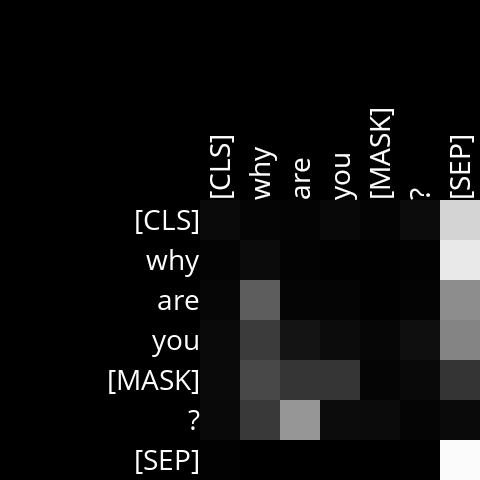 [CLS] why are you [MASK] ? [SEP]
[CLS]
why
are
you
[MASK]
?
[SEP]